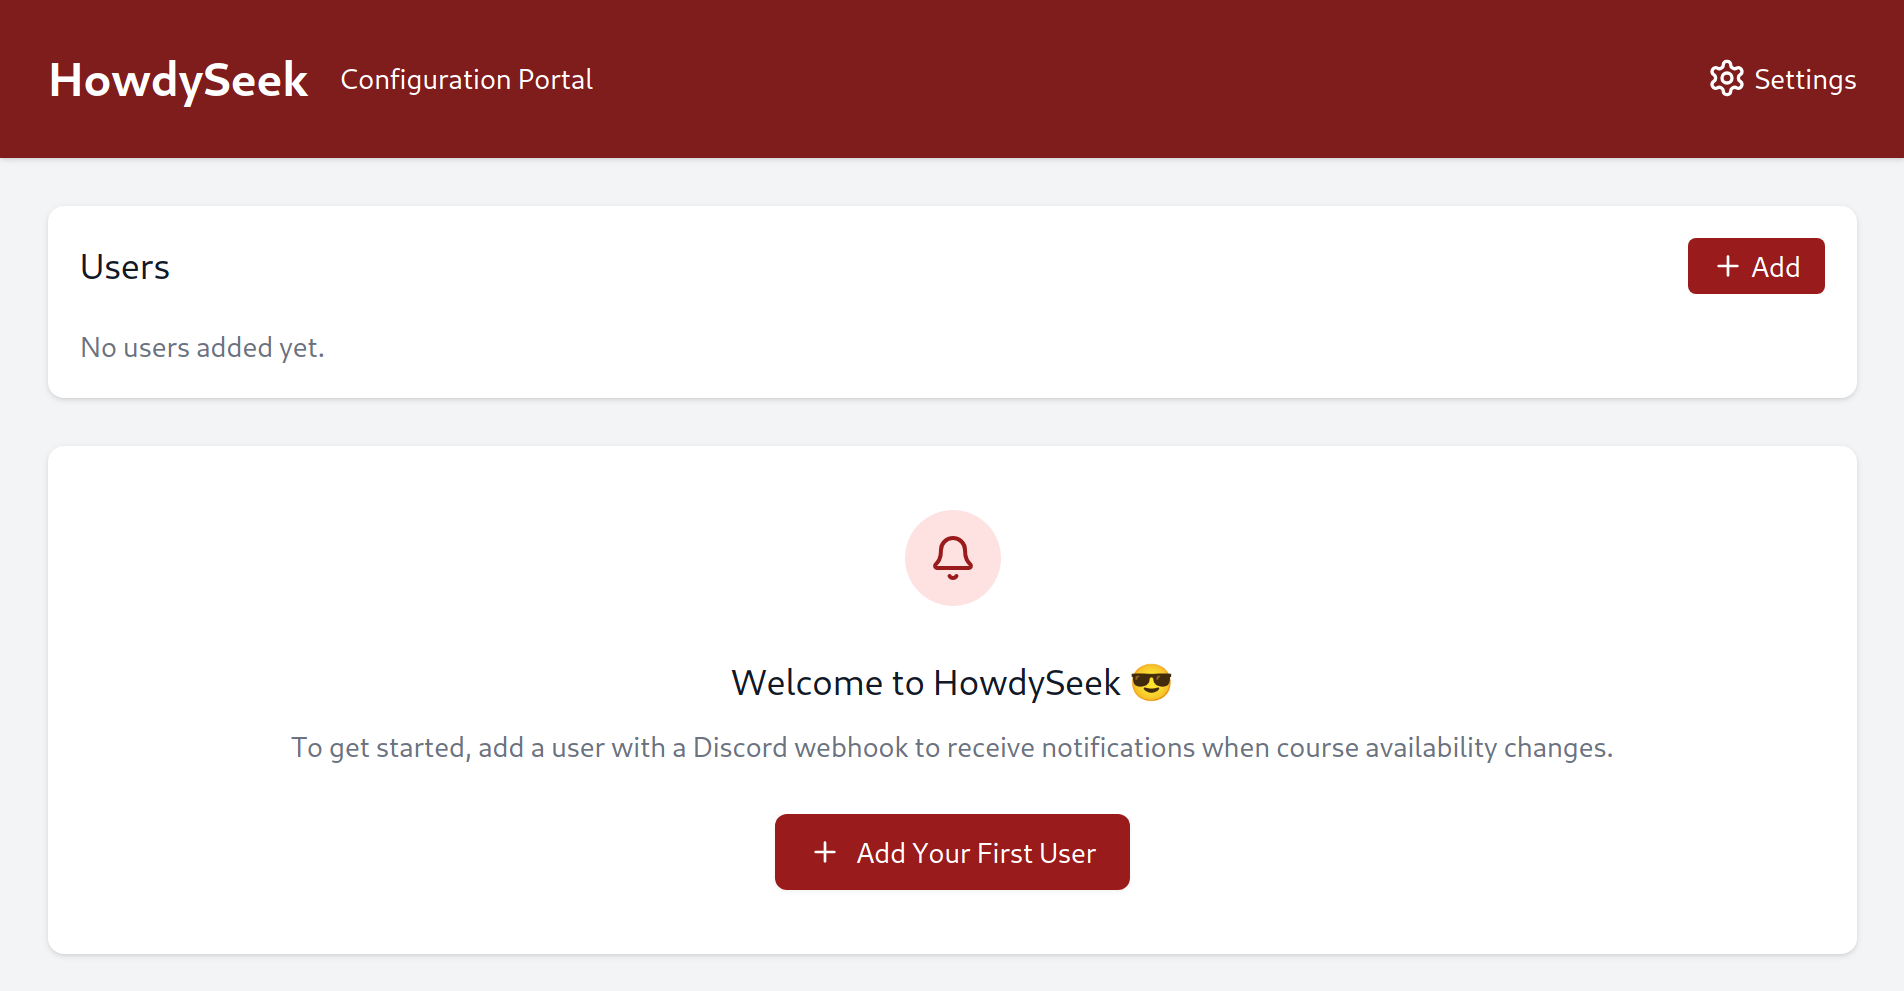 HowdySeek
Configuration Portal
Settings
Users
Add
No users added yet.
Welcome to HowdySeek 😎
To get started, add a user with a Discord webhook to receive notifications when course availability changes.
Add Your First User